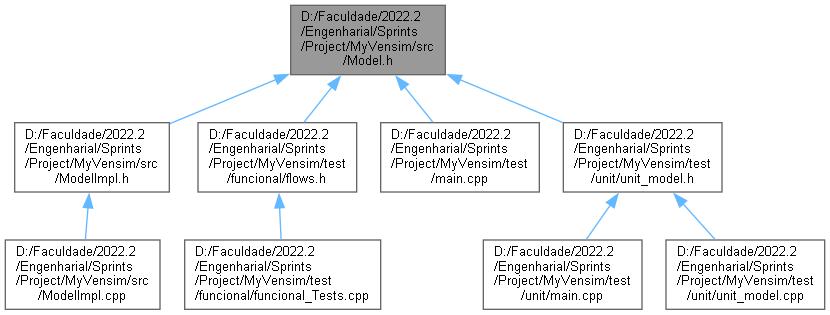 D:/Faculdade/2022.2
/Engenharial/Sprints
/Project/MyVensim/src
/Model.h
D:/Faculdade/2022.2
/Engenharial/Sprints
/Project/MyVensim/src
/ModelImpl.h
D:/Faculdade/2022.2
/Engenharial/Sprints
/Project/MyVensim/test
/funcional/flows.h
D:/Faculdade/2022.2
/Engenharial/Sprints
/Project/MyVensim/test
/main.cpp
D:/Faculdade/2022.2
/Engenharial/Sprints
/Project/MyVensim/test
/unit/unit_model.h
D:/Faculdade/2022.2
/Engenharial/Sprints
/Project/MyVensim/src
/ModelImpl.cpp
D:/Faculdade/2022.2
/Engenharial/Sprints
/Project/MyVensim/test
/funcional/funcional_Tests.cpp
D:/Faculdade/2022.2
/Engenharial/Sprints
/Project/MyVensim/test
/unit/main.cpp
D:/Faculdade/2022.2
/Engenharial/Sprints
/Project/MyVensim/test
/unit/unit_model.cpp